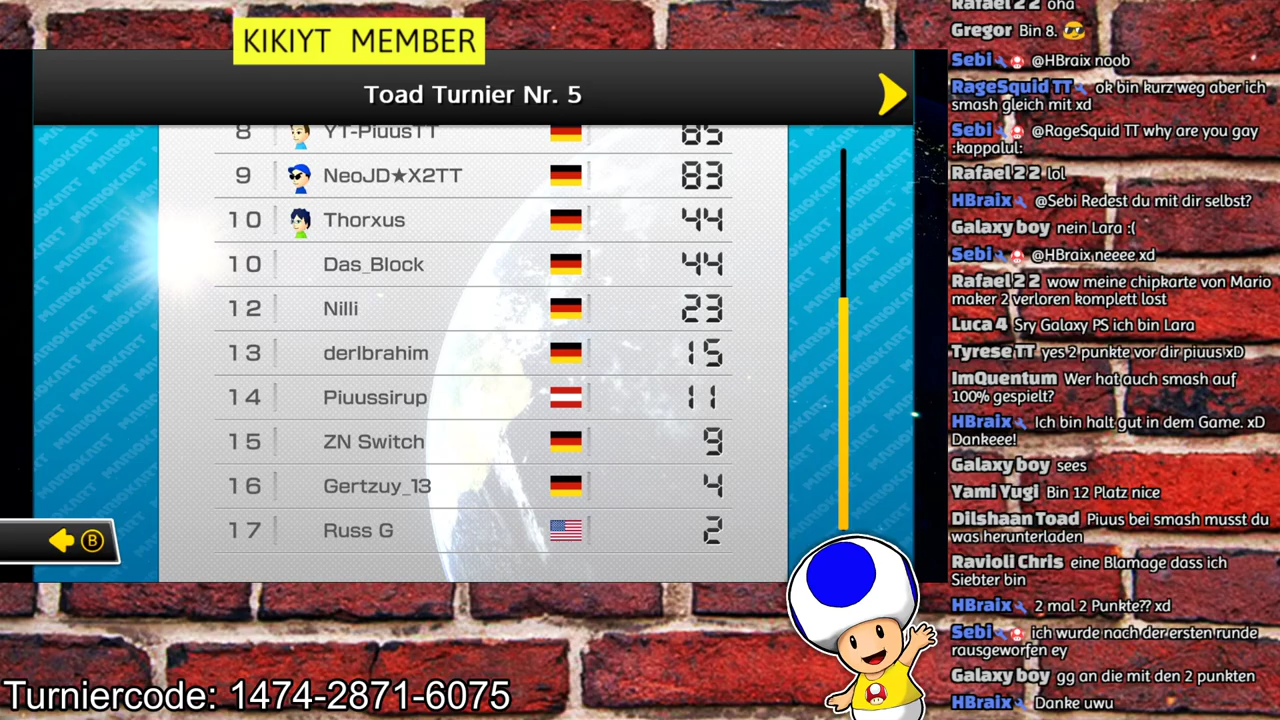 KIKIYT MEMBER
Toad Turnier Nr. 5
8 YT-PiuusTT 85
9 NeoJD★X2TT 83
10 Thorxus 44
10 Das_Block 44
12 Nilli 23
13 derIbrahim 15
14 Piuussirup 11
15 ZN Switch 9
16 Gertzuy_13 4
17 Russ G 2
B
Turniercode: 1474-2871-6075
Rafael 2 2 oha
Gregor Bin 8. 😎
Sebi @HBraix noob
RageSquid TT ok bin kurz weg aber ich
smash gleich mit xd
Sebi @RageSquid TT why are you gay
:kappalul:
Rafael 2 2 lol
HBraix @Sebi Redest du mit dir selbst?
Galaxy boy nein Lara :(
Sebi @HBraix neeee xd
Rafael 2 2 wow meine chipkarte von Mario
maker 2 verloren komplett lost
Luca 4 Sry Galaxy PS ich bin Lara
Tyrese TT yes 2 punkte vor dir piuus xD
ImQuentum Wer hat auch smash auf
100% gespielt?
HBraix Ich bin halt gut in dem Game. xD
Dankeee!
Galaxy boy sees
Yami Yugi Bin 12 Platz nice
Dilshaan Toad Piuus bei smash musst du
was herunterladen
Ravioli Chris eine Blamage dass ich
Siebter bin
HBraix 2 mal 2 Punkte?? xd
Sebi ich wurde nach der ersten runde
rausgeworfen ey
Galaxy boy gg an die mit den 2 punkten
HBraix Danke uwu